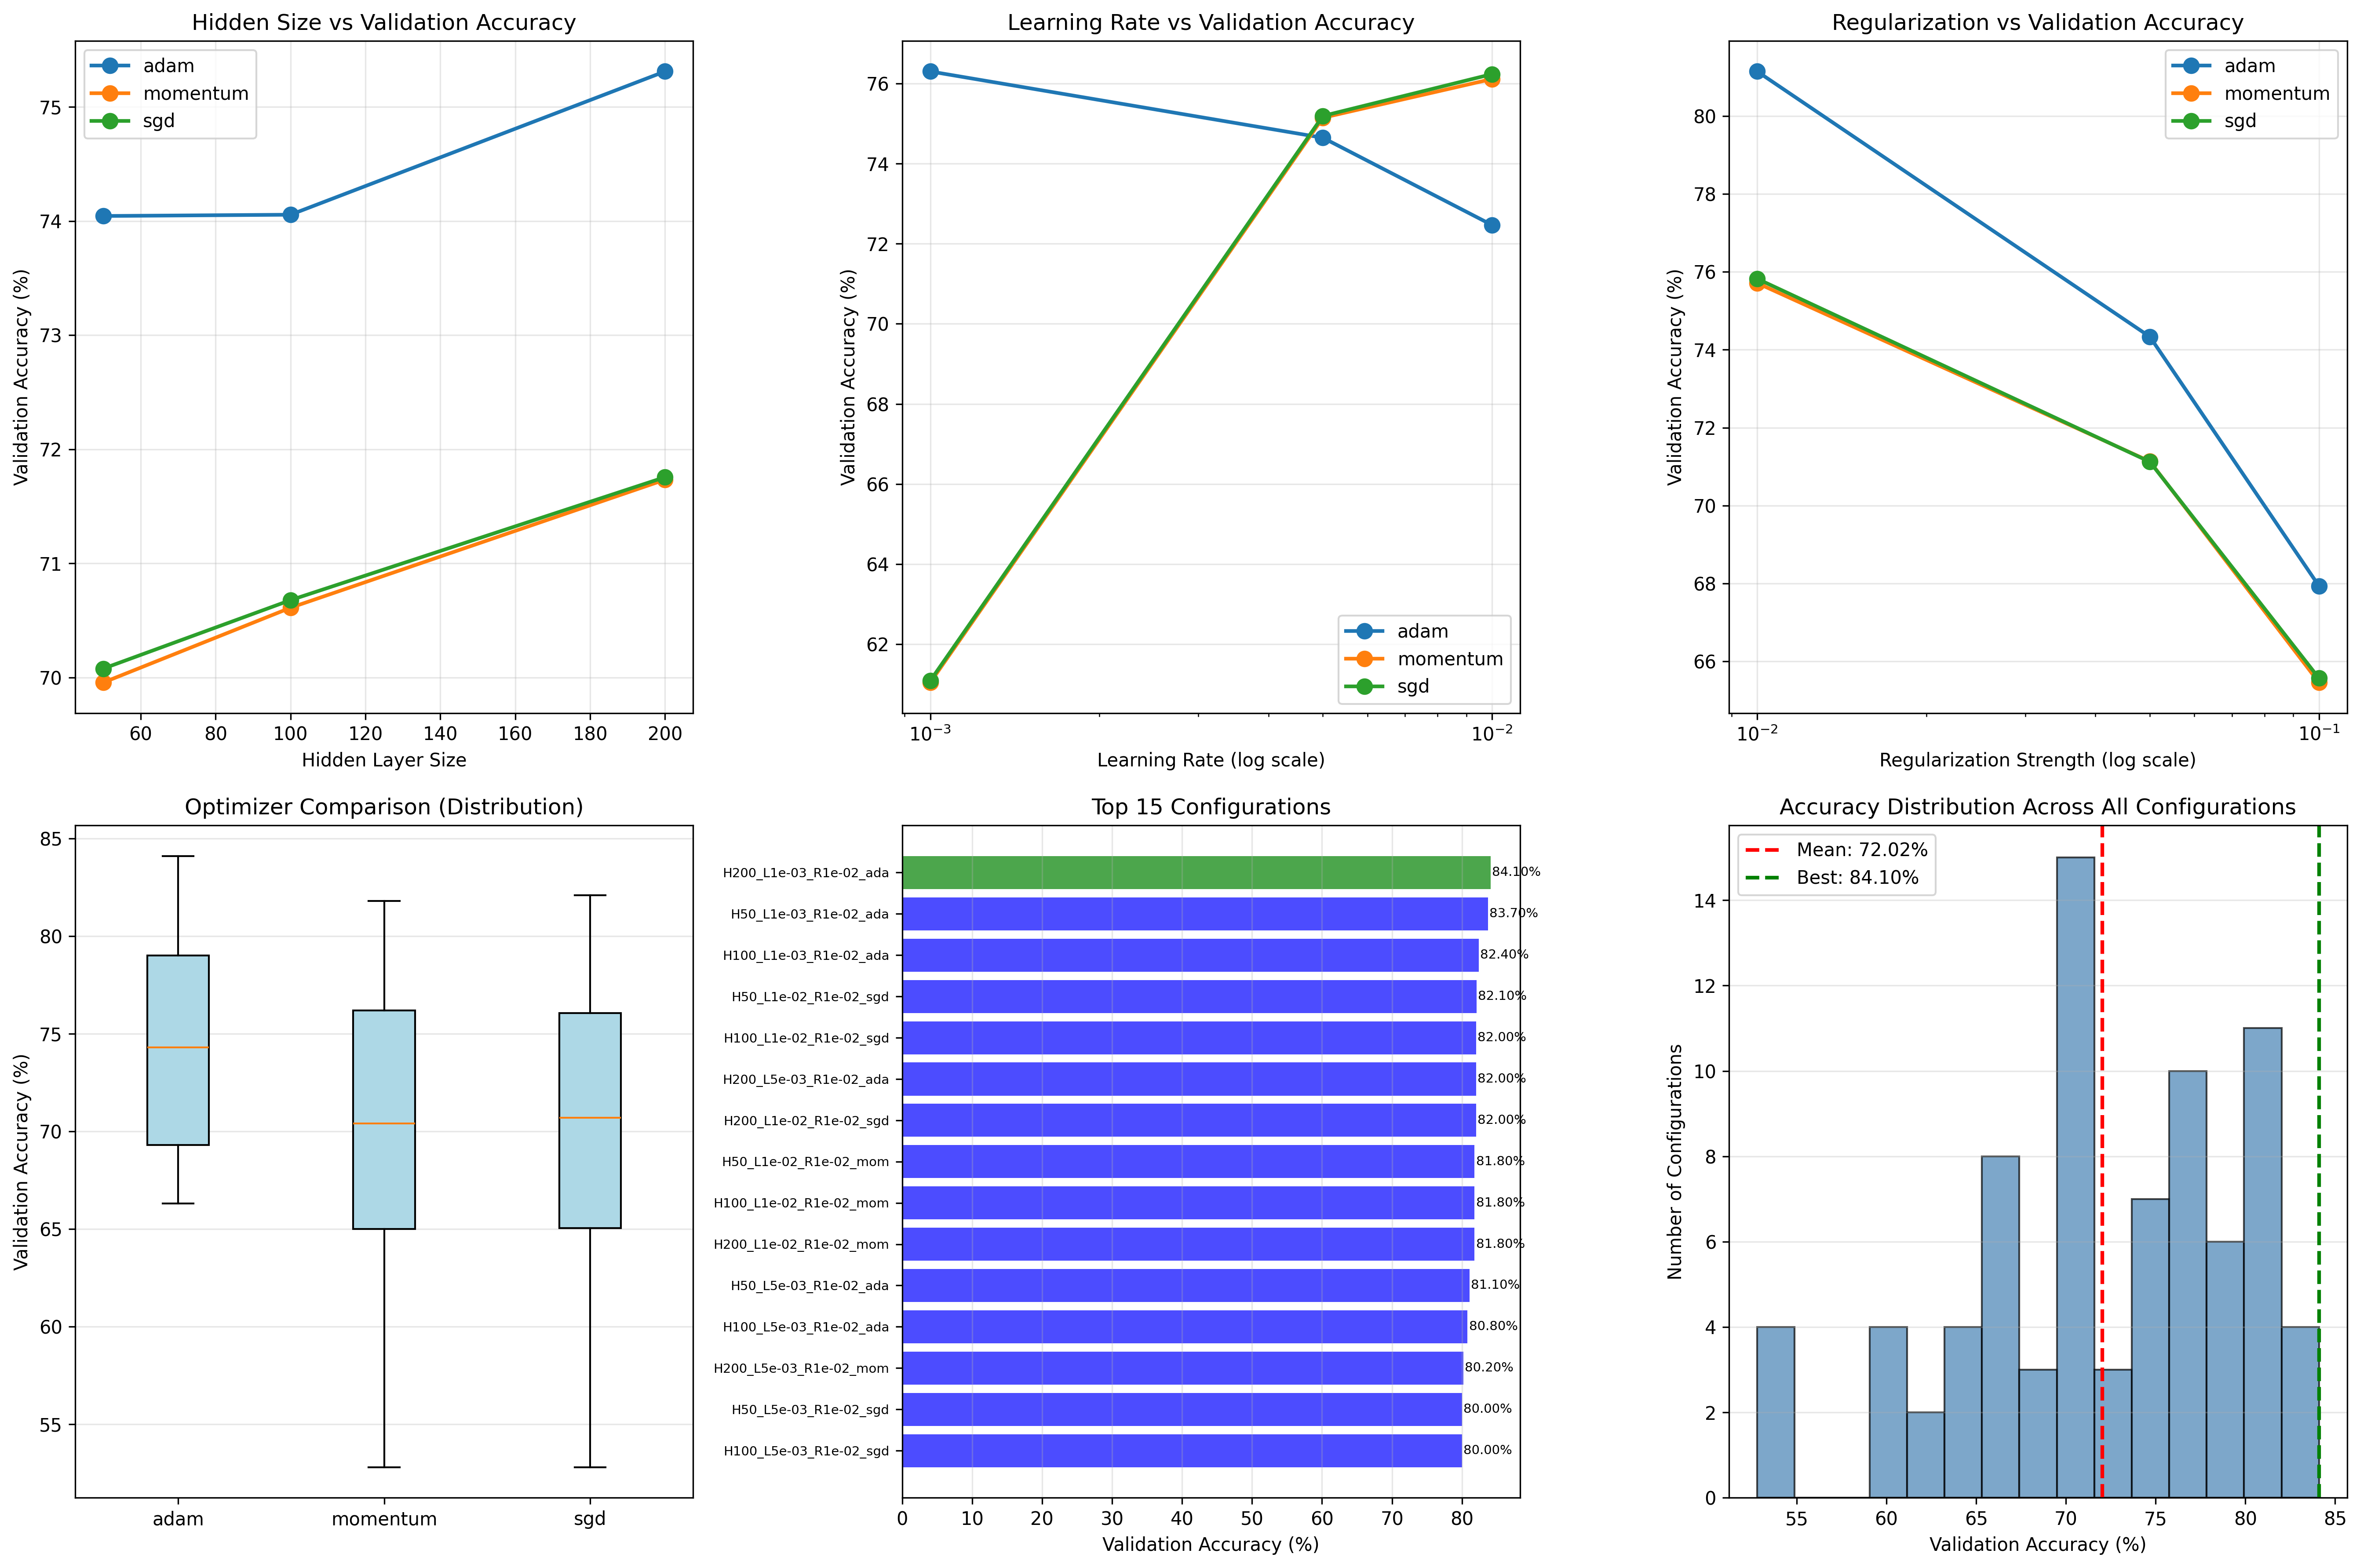 Hidden Size vs Validation Accuracy
adam
momentum
sgd
Validation Accuracy (%)
75
74
73
72
71
70
60 80 100 120 140 160 180 200
Hidden Layer Size
Learning Rate vs Validation Accuracy
Validation Accuracy (%)
76
74
72
70
68
66
64
62
adam
momentum
sgd
10⁻³ 10⁻²
Learning Rate (log scale)
Regularization vs Validation Accuracy
adam
momentum
sgd
Validation Accuracy (%)
80
78
76
74
72
70
68
66
10⁻² 10⁻¹
Regularization Strength (log scale)
Optimizer Comparison (Distribution)
Validation Accuracy (%)
85
80
75
70
65
60
55
adam momentum sgd
Top 15 Configurations
H200_L1e-03_R1e-02_ada 84.10%
H50_L1e-03_R1e-02_ada 83.70%
H100_L1e-03_R1e-02_ada 82.40%
H50_L1e-02_R1e-02_sgd 82.10%
H100_L1e-02_R1e-02_sgd 82.00%
H200_L5e-03_R1e-02_ada 82.00%
H200_L1e-02_R1e-02_sgd 82.00%
H50_L1e-02_R1e-02_mom 81.80%
H100_L1e-02_R1e-02_mom 81.80%
H200_L1e-02_R1e-02_mom 81.80%
H50_L5e-03_R1e-02_ada 81.10%
H100_L5e-03_R1e-02_ada 80.80%
H200_L5e-03_R1e-02_mom 80.20%
H50_L5e-03_R1e-02_sgd 80.00%
H100_L5e-03_R1e-02_sgd 80.00%
0 10 20 30 40 50 60 70 80
Validation Accuracy (%)
Accuracy Distribution Across All Configurations
Mean: 72.02%
Best: 84.10%
Number of Configurations
14
12
10
8
6
4
2
0
55 60 65 70 75 80 85
Validation Accuracy (%)